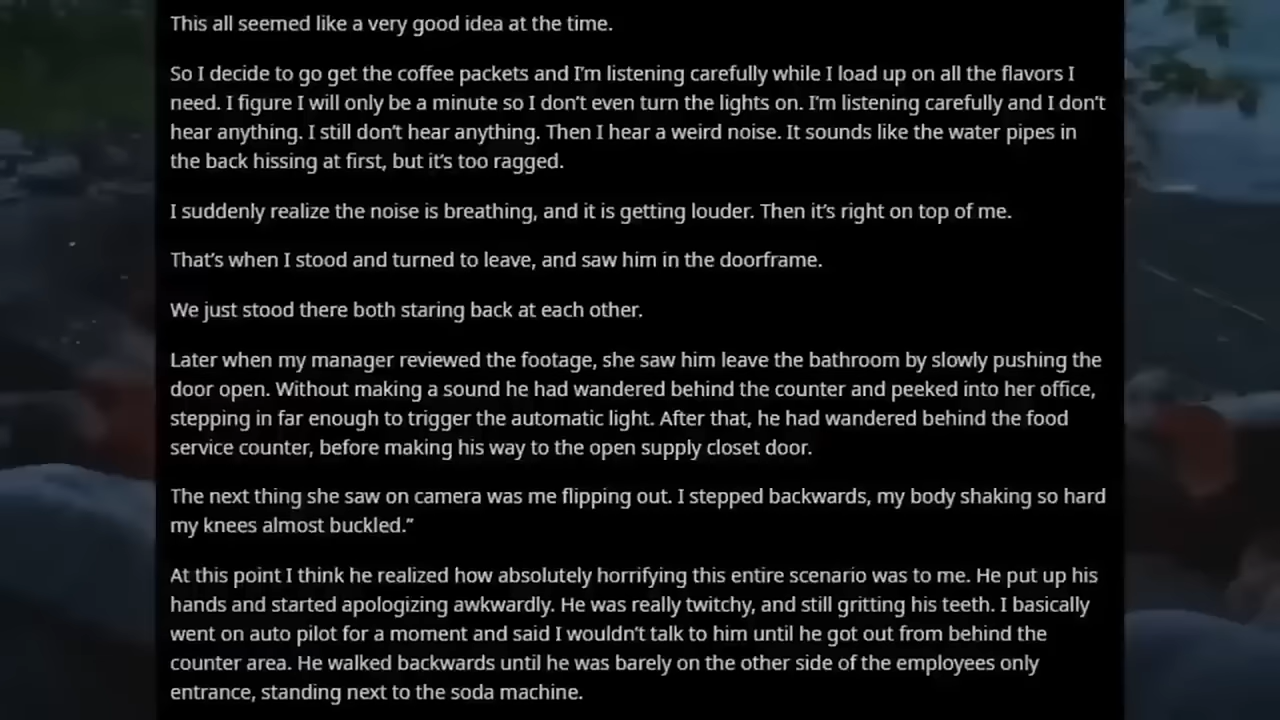 This all seemed like a very good idea at the time.
So I decide to go get the coffee packets and I'm listening carefully while I load up on all the flavors I
need. I figure I will only be a minute so I don't even turn the lights on. I'm listening carefully and I don't
hear anything. I still don't hear anything. Then I hear a weird noise. It sounds like the water pipes in
the back hissing at first, but it's too ragged.
I suddenly realize the noise is breathing, and it is getting louder. Then it's right on top of me.
That's when I stood and turned to leave, and saw him in the doorframe.
We just stood there both staring back at each other.
Later when my manager reviewed the footage, she saw him leave the bathroom by slowly pushing the
door open. Without making a sound he had wandered behind the counter and peeked into her office,
stepping in far enough to trigger the automatic light. After that, he had wandered behind the food
service counter, before making his way to the open supply closet door.
The next thing she saw on camera was me flipping out. I stepped backwards, my body shaking so hard
my knees almost buckled.”
At this point I think he realized how absolutely horrifying this entire scenario was to me. He put up his
hands and started apologizing awkwardly. He was really twitchy, and still gritting his teeth. I basically
went on auto pilot for a moment and said I wouldn't talk to him until he got out from behind the
counter area. He walked backwards until he was barely on the other side of the employees only
entrance, standing next to the soda machine.